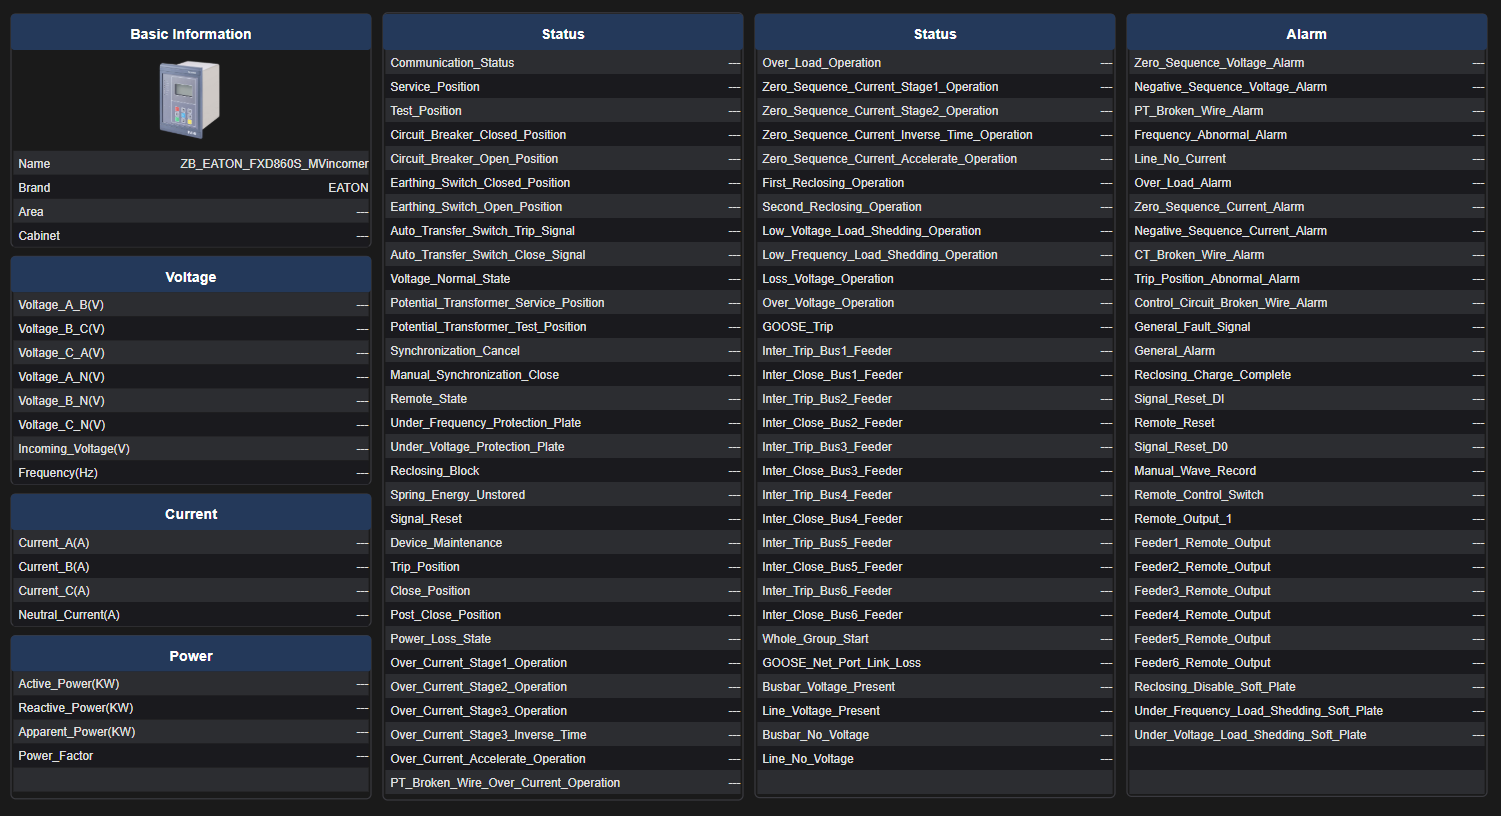 Basic Information
Name ZB_EATON_FXD860S_MVincomer
Brand EATON
Area ---
Cabinet ---
Voltage
Voltage_A_B(V) ---
Voltage_B_C(V) ---
Voltage_C_A(V) ---
Voltage_A_N(V) ---
Voltage_B_N(V) ---
Voltage_C_N(V) ---
Incoming_Voltage(V) ---
Frequency(Hz) ---
Current
Current_A(A) ---
Current_B(A) ---
Current_C(A) ---
Neutral_Current(A) ---
Power
Active_Power(KW) ---
Reactive_Power(KW) ---
Apparent_Power(KW) ---
Power_Factor ---
Status
Communication_Status ---
Service_Position ---
Test_Position ---
Circuit_Breaker_Closed_Position ---
Circuit_Breaker_Open_Position ---
Earthing_Switch_Closed_Position ---
Earthing_Switch_Open_Position ---
Auto_Transfer_Switch_Trip_Signal ---
Auto_Transfer_Switch_Close_Signal ---
Voltage_Normal_State ---
Potential_Transformer_Service_Position ---
Potential_Transformer_Test_Position ---
Synchronization_Cancel ---
Manual_Synchronization_Close ---
Remote_State ---
Under_Frequency_Protection_Plate ---
Under_Voltage_Protection_Plate ---
Reclosing_Block ---
Spring_Energy_Unstored ---
Signal_Reset ---
Device_Maintenance ---
Trip_Position ---
Close_Position ---
Post_Close_Position ---
Power_Loss_State ---
Over_Current_Stage1_Operation ---
Over_Current_Stage2_Operation ---
Over_Current_Stage3_Operation ---
Over_Current_Stage3_Inverse_Time ---
Over_Current_Accelerate_Operation ---
PT_Broken_Wire_Over_Current_Operation ---
Status
Over_Load_Operation ---
Zero_Sequence_Current_Stage1_Operation ---
Zero_Sequence_Current_Stage2_Operation ---
Zero_Sequence_Current_Inverse_Time_Operation ---
Zero_Sequence_Current_Accelerate_Operation ---
First_Reclosing_Operation ---
Second_Reclosing_Operation ---
Low_Voltage_Load_Shedding_Operation ---
Low_Frequency_Load_Shedding_Operation ---
Loss_Voltage_Operation ---
Over_Voltage_Operation ---
GOOSE_Trip ---
Inter_Trip_Bus1_Feeder ---
Inter_Close_Bus1_Feeder ---
Inter_Trip_Bus2_Feeder ---
Inter_Close_Bus2_Feeder ---
Inter_Trip_Bus3_Feeder ---
Inter_Close_Bus3_Feeder ---
Inter_Trip_Bus4_Feeder ---
Inter_Close_Bus4_Feeder ---
Inter_Trip_Bus5_Feeder ---
Inter_Close_Bus5_Feeder ---
Inter_Trip_Bus6_Feeder ---
Inter_Close_Bus6_Feeder ---
Whole_Group_Start ---
GOOSE_Net_Port_Link_Loss ---
Busbar_Voltage_Present ---
Line_Voltage_Present ---
Busbar_No_Voltage ---
Line_No_Voltage ---
Alarm
Zero_Sequence_Voltage_Alarm ---
Negative_Sequence_Voltage_Alarm ---
PT_Broken_Wire_Alarm ---
Frequency_Abnormal_Alarm ---
Line_No_Current ---
Over_Load_Alarm ---
Zero_Sequence_Current_Alarm ---
Negative_Sequence_Current_Alarm ---
CT_Broken_Wire_Alarm ---
Trip_Position_Abnormal_Alarm ---
Control_Circuit_Broken_Wire_Alarm ---
General_Fault_Signal ---
General_Alarm ---
Reclosing_Charge_Complete ---
Signal_Reset_DI ---
Remote_Reset ---
Signal_Reset_D0 ---
Manual_Wave_Record ---
Remote_Control_Switch ---
Remote_Output_1 ---
Feeder1_Remote_Output ---
Feeder2_Remote_Output ---
Feeder3_Remote_Output ---
Feeder4_Remote_Output ---
Feeder5_Remote_Output ---
Feeder6_Remote_Output ---
Reclosing_Disable_Soft_Plate ---
Under_Frequency_Load_Shedding_Soft_Plate ---
Under_Voltage_Load_Shedding_Soft_Plate ---